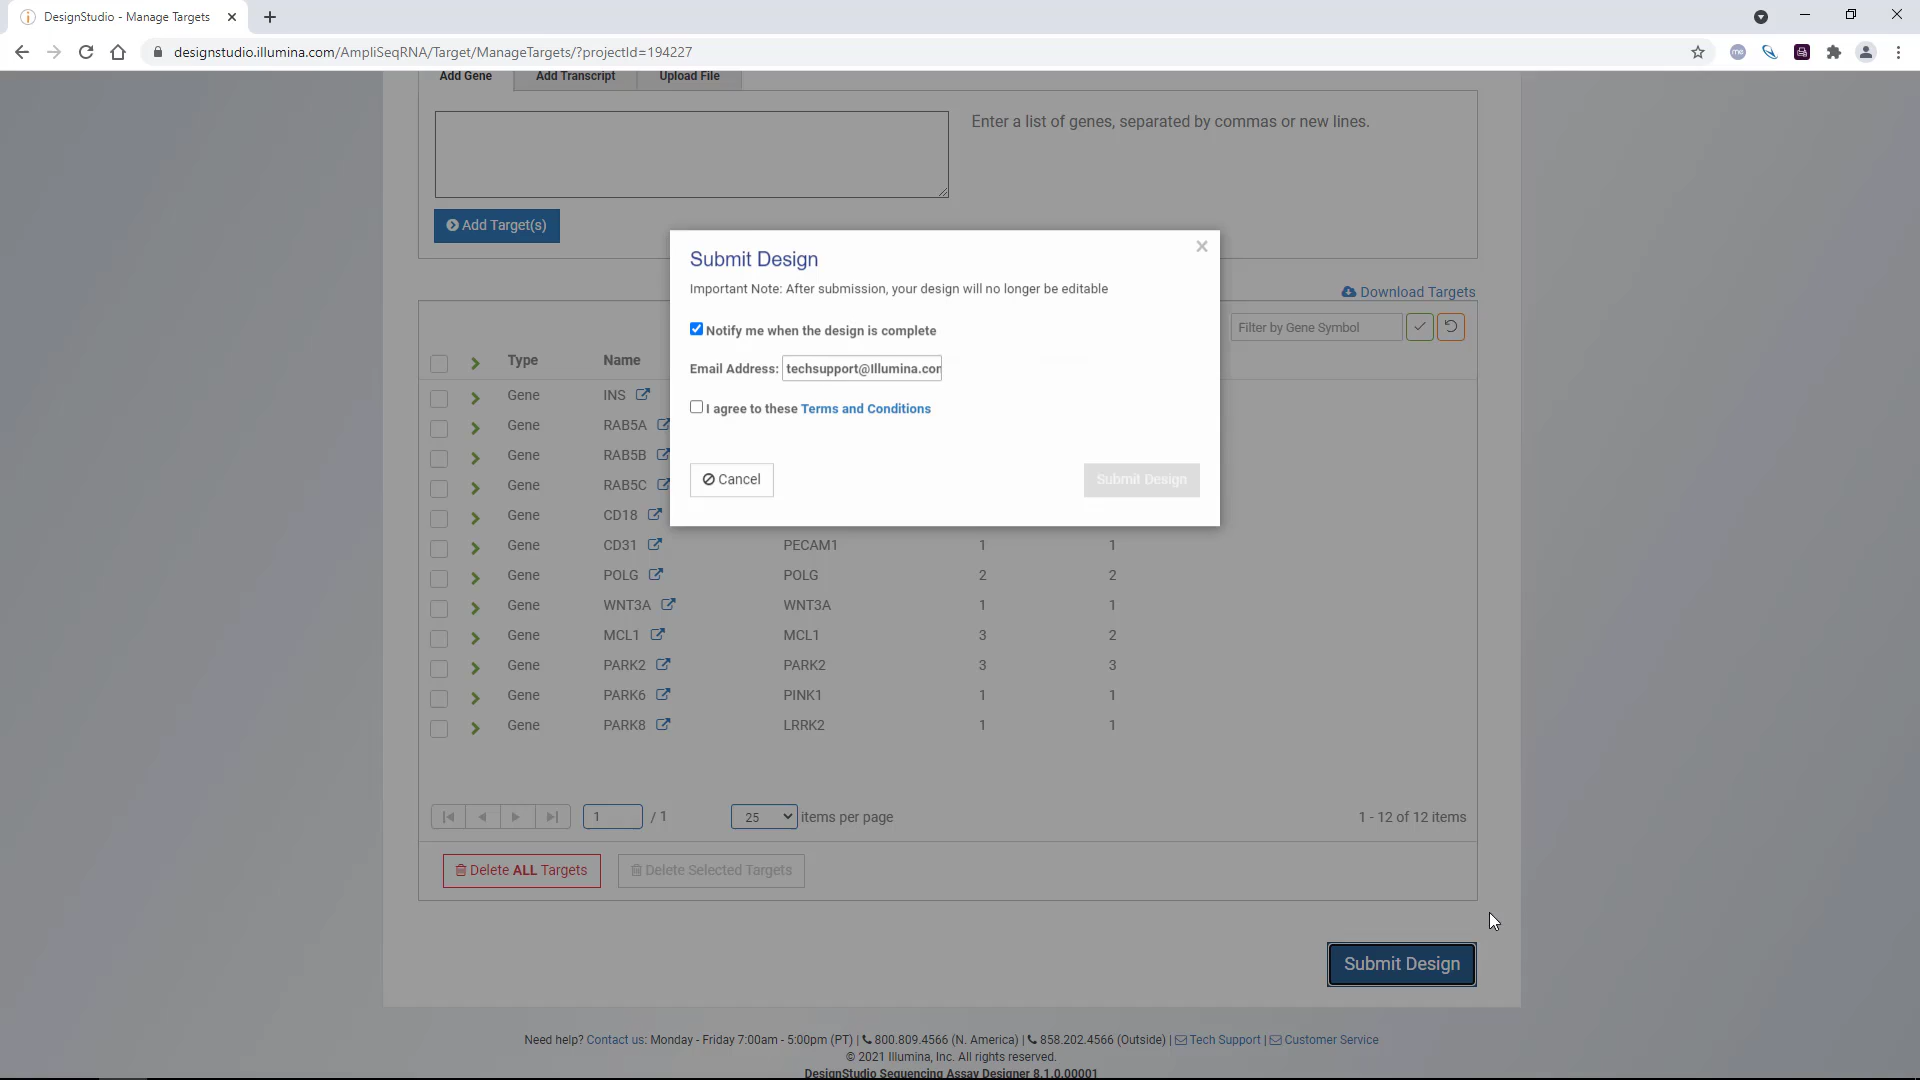 DesignStudio - Manage Targets
designstudio.illumina.com/AmpliSeqRNA/Target/ManageTargets/?projectId=194227
Add Gene Add Transcript Upload File
Enter a list of genes, separated by commas or new lines.
Add Target(s)
Submit Design
Important Note: After submission, your design will no longer be editable
Notify me when the design is complete
Email Address: techsupport@Illumina.com
I agree to these Terms and Conditions
Cancel Submit Design
Download Targets
Filter by Gene Symbol
Type Name
Gene INS
Gene RAB5A
Gene RAB5B
Gene RAB5C
Gene CD18
Gene CD31 PECAM1 1 1
Gene POLG POLG 2 2
Gene WNT3A WNT3A 1 1
Gene MCL1 MCL1 3 2
Gene PARK2 PARK2 3 3
Gene PARK6 PINK1 1 1
Gene PARK8 LRRK2 1 1
1 / 1 25 items per page 1 - 12 of 12 items
Delete ALL Targets Delete Selected Targets
Submit Design
Need help? Contact us: Monday - Friday 7:00am - 5:00pm (PT) | 800.809.4566 (N. America) | 858.202.4566 (Outside) | Tech Support | Customer Service
© 2021 Illumina, Inc. All rights reserved.
DesignStudio Sequencing Assay Designer 8.1.0.00001